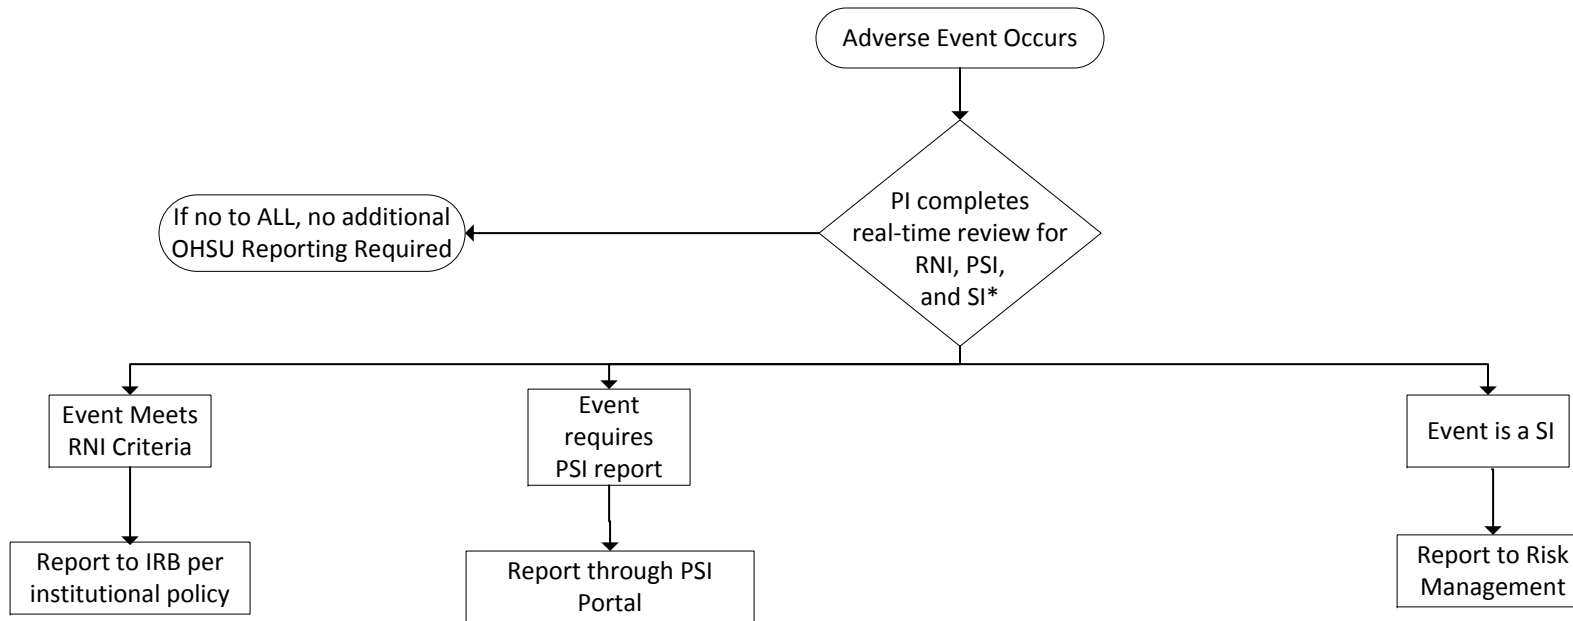 Adverse Event Occurs
PI completes
real-time review for
RNI, PSI,
and SI*
If no to ALL, no additional
OHSU Reporting Required
Event Meets
RNI Criteria
Event
requires
PSI report
Event is a SI
Report to IRB per
institutional policy
Report through PSI
Portal
Report to Risk
Management